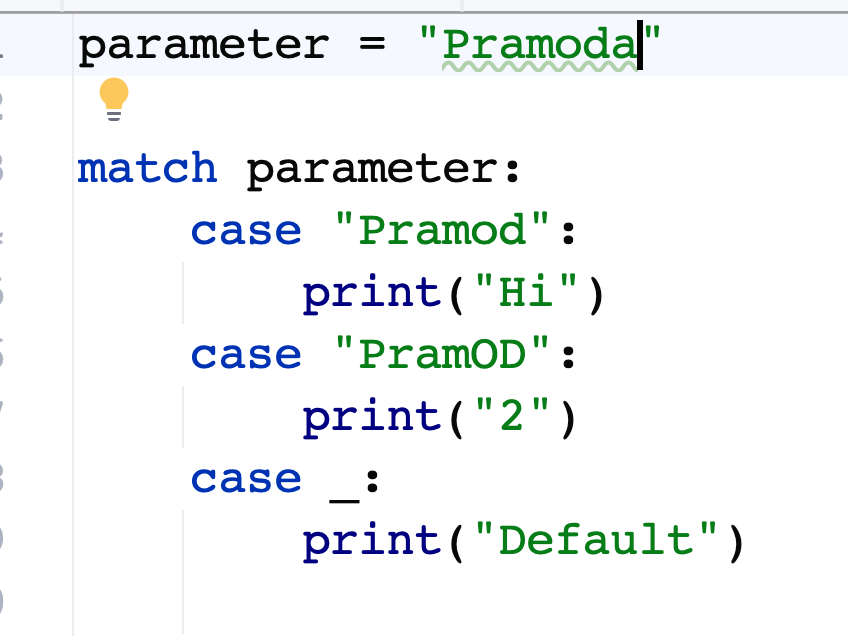 parameter = "Pramoda"
match parameter:
    case "Pramod":
        print("Hi")
    case "PramOD":
        print("2")
    case _:
        print("Default")